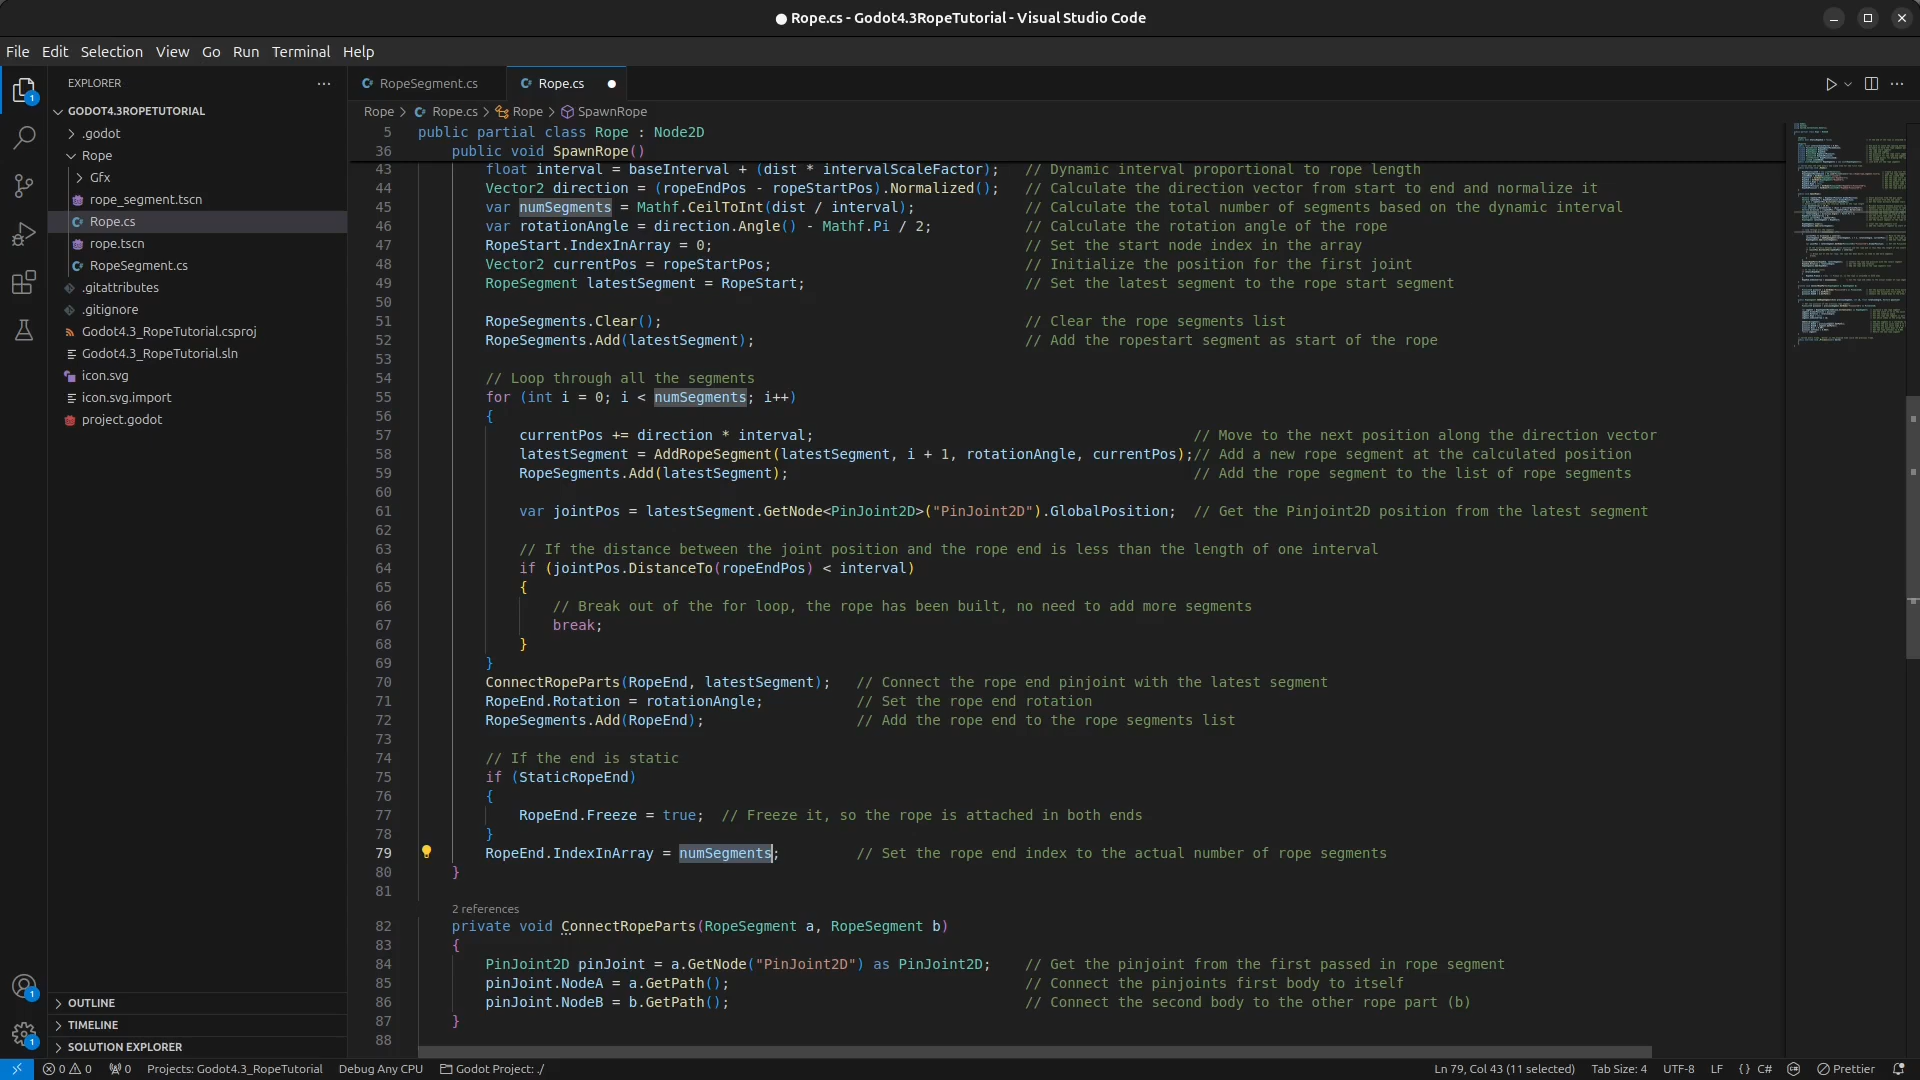 Rope.cs - Godot4.3RopeTutorial - Visual Studio Code
File Edit Selection View Go Run Terminal Help
EXPLORER
GODOT4.3ROPETUTORIAL
.godot
Rope
Gfx
rope_segment.tscn
Rope.cs
rope.tscn
RopeSegment.cs
.gitattributes
.gitignore
Godot4.3_RopeTutorial.csproj
Godot4.3_RopeTutorial.sln
icon.svg
icon.svg.import
project.godot
OUTLINE
TIMELINE
SOLUTION EXPLORER
1
1
1
RopeSegment.cs Rope.cs
Rope > Rope.cs > Rope > SpawnRope
5 public partial class Rope : Node2D
36 public void SpawnRope()
43 float interval = baseInterval + (dist * intervalScaleFactor); // Dynamic interval proportional to rope length
44 Vector2 direction = (ropeEndPos - ropeStartPos).Normalized(); // Calculate the direction vector from start to end and normalize it
45 var numSegments = Mathf.CeilToInt(dist / interval); // Calculate the total number of segments based on the dynamic interval
46 var rotationAngle = direction.Angle() - Mathf.Pi / 2; // Calculate the rotation angle of the rope
47 RopeStart.IndexInArray = 0; // Set the start node index in the array
48 Vector2 currentPos = ropeStartPos; // Initialize the position for the first joint
49 RopeSegment latestSegment = RopeStart; // Set the latest segment to the rope start segment
50
51 RopeSegments.Clear(); // Clear the rope segments list
52 RopeSegments.Add(latestSegment); // Add the ropestart segment as start of the rope
53
54 // Loop through all the segments
55 for (int i = 0; i < numSegments; i++)
56 {
57 currentPos += direction * interval; // Move to the next position along the direction vector
58 latestSegment = AddRopeSegment(latestSegment, i + 1, rotationAngle, currentPos);// Add a new rope segment at the calculated position
59 RopeSegments.Add(latestSegment); // Add the rope segment to the list of rope segments
60
61 var jointPos = latestSegment.GetNode<PinJoint2D>("PinJoint2D").GlobalPosition; // Get the Pinjoint2D position from the latest segment
62
63 // If the distance between the joint position and the rope end is less than the length of one interval
64 if (jointPos.DistanceTo(ropeEndPos) < interval)
65 {
66 // Break out of the for loop, the rope has been built, no need to add more segments
67 break;
68 }
69 }
70 ConnectRopeParts(RopeEnd, latestSegment); // Connect the rope end pinjoint with the latest segment
71 RopeEnd.Rotation = rotationAngle; // Set the rope end rotation
72 RopeSegments.Add(RopeEnd); // Add the rope end to the rope segments list
73
74 // If the end is static
75 if (StaticRopeEnd)
76 {
77 RopeEnd.Freeze = true; // Freeze it, so the rope is attached in both ends
78 }
79 RopeEnd.IndexInArray = numSegments; // Set the rope end index to the actual number of rope segments
80 }
81
2 references
82 private void ConnectRopeParts(RopeSegment a, RopeSegment b)
83 {
84 PinJoint2D pinJoint = a.GetNode("PinJoint2D") as PinJoint2D; // Get the pinjoint from the first passed in rope segment
85 pinJoint.NodeA = a.GetPath(); // Connect the pinjoints first body to itself
86 pinJoint.NodeB = b.GetPath(); // Connect the second body to the other rope part (b)
87 }
88
0 0 0 Projects: Godot4.3_RopeTutorial Debug Any CPU Godot Project: ./ Ln 79, Col 43 (11 selected) Tab Size: 4 UTF-8 LF {} C# Prettier